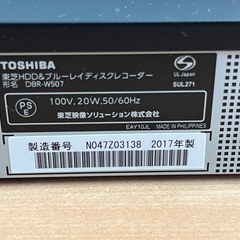 TOSHIBA
東芝HDD&ブルーレイディスクレコーダー
形名 DBR-W507
UL Japan
SUL271
PS
E
100V, 20W, 50/60Hz
東芝映像ソリューション株式会社
EAY10JL MADE IN PHILIPPINES
製造番号 N047Z03138 2017年製